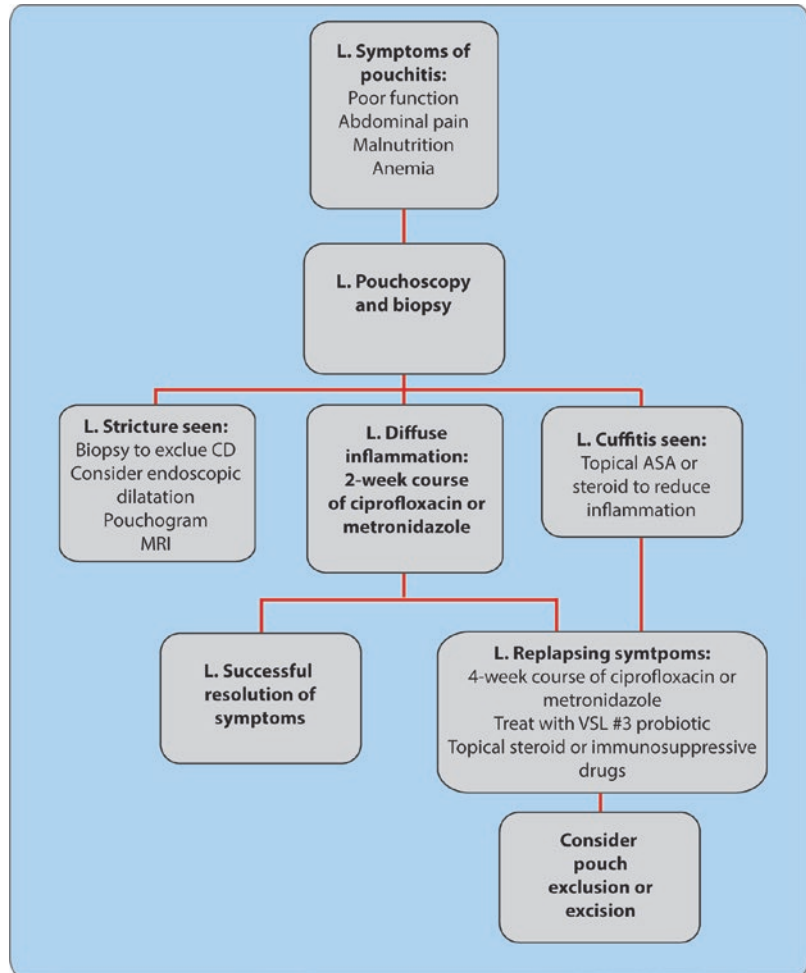 L. Symptoms of
pouchitis:
Poor function
Abdominal pain
Malnutrition
Anemia
L. Pouchoscopy
and biopsy
L. Stricture seen:
Biopsy to exclue CD
Consider endoscopic
dilatation
Pouchogram
MRI
L. Diffuse
inflammation:
2-week course
of ciprofloxacin or
metronidazole
L. Cuffitis seen:
Topical ASA or
steroid to reduce
inflammation
L. Successful
resolution of
symptoms
L. Replapsing symtpoms:
4-week course of ciprofloxacin or
metronidazole
Treat with VSL #3 probiotic
Topical steroid or immunosuppressive
drugs
Consider
pouch
exclusion or
excision